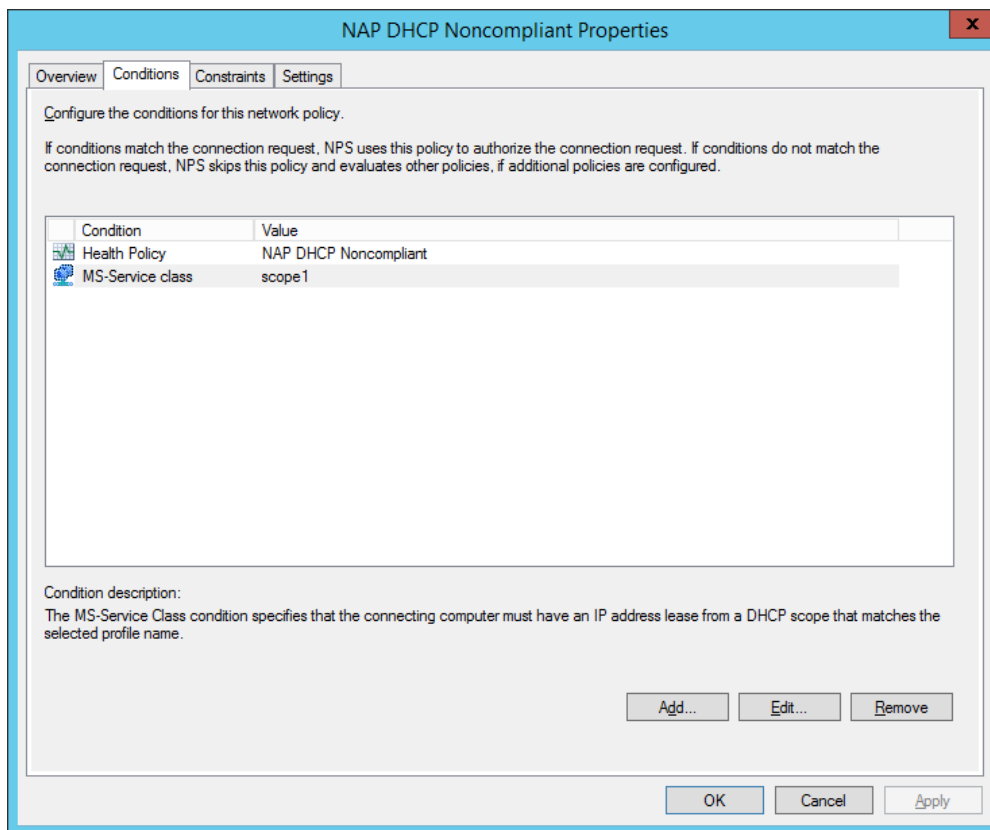 NAP DHCP Noncompliant Properties
x
Overview Conditions Constraints Settings
Configure the conditions for this network policy.
If conditions match the connection request, NPS uses this policy to authorize the connection request. If conditions do not match the
connection request, NPS skips this policy and evaluates other policies, if additional policies are configured.
Condition Value
Health Policy NAP DHCP Noncompliant
MS-Service class scope1
Condition description:
The MS-Service Class condition specifies that the connecting computer must have an IP address lease from a DHCP scope that matches the
selected profile name.
Add... Edit... Remove
OK Cancel Apply